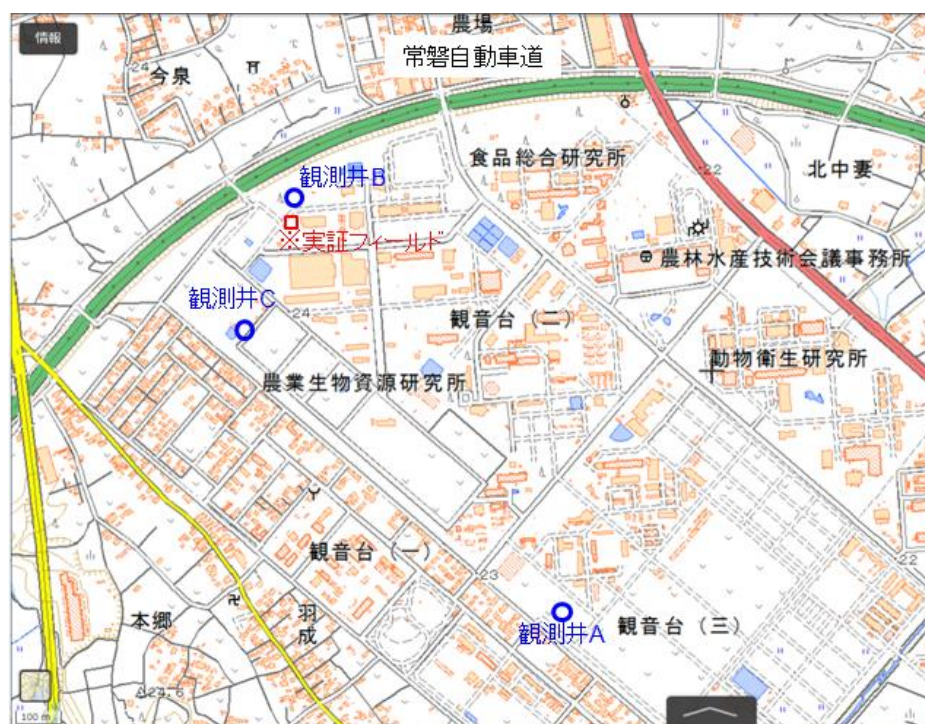 情報
農場
常磐自動車道
24
今泉
食品総合研究所
22
北中妻
観測井B
※実証フィールド
農林水産技術会議事務所
観測井C
24
観音台(二)
動物衛生研究所
農業生物資源研究所
観音台(一)
23
22
羽成
本郷
観測井A
観音台(三)
24.6
100 m